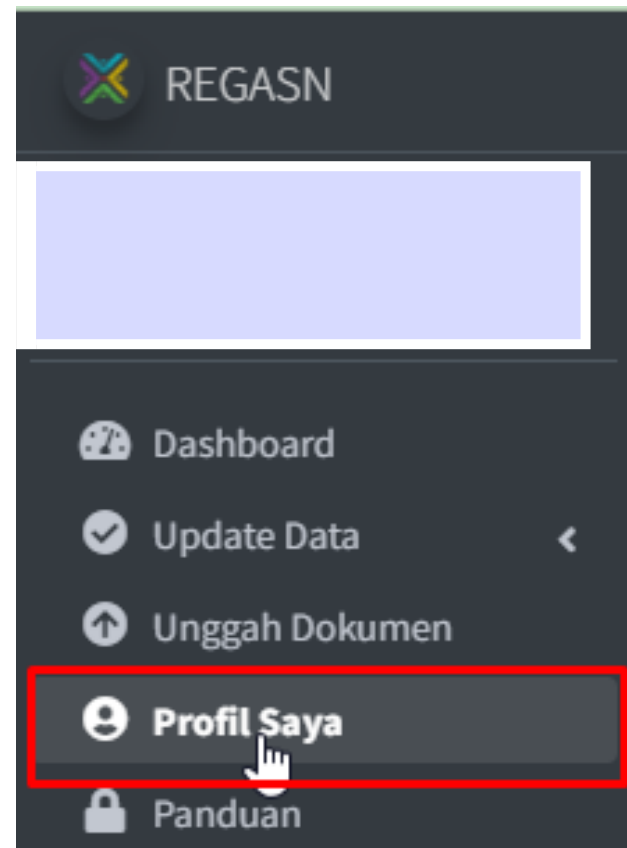 REGASN
Dashboard
Update Data
Unggah Dokumen
Profil Saya
Panduan